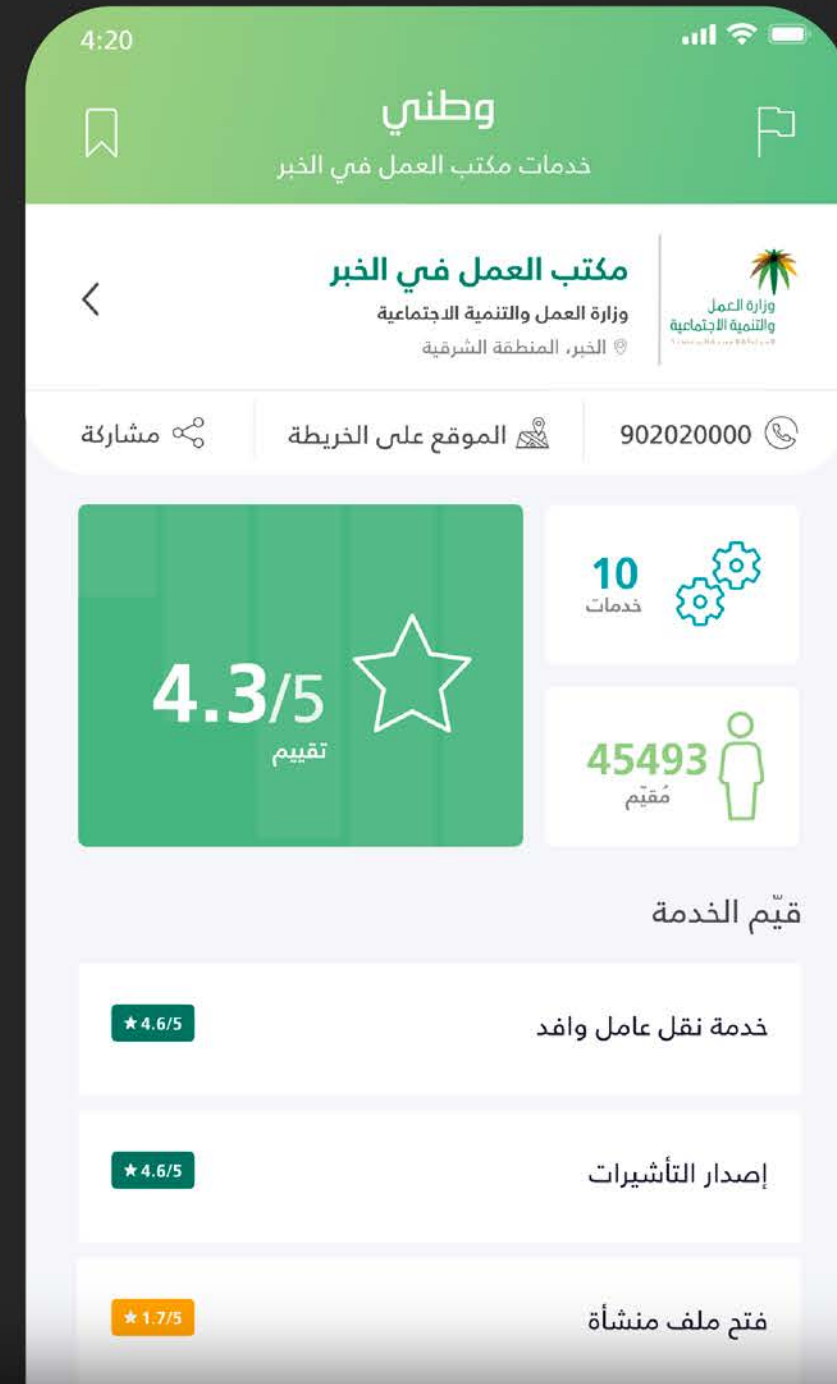 4:20
وطني
خدمات مكتب العمل في الخبر
وزارة العمل
والتنمية الاجتماعية
مكتب العمل في الخبر
وزارة العمل والتنمية الاجتماعية
الخبر، المنطقة الشرقية
902020000
الموقع على الخريطة
مشاركة
10
خدمات
4.3/5
تقييم
45493
مُقيّم
قيّم الخدمة
خدمة نقل عامل وافد
4.6/5
إصدار التأشيرات
4.6/5
فتح ملف منشأة
1.7/5